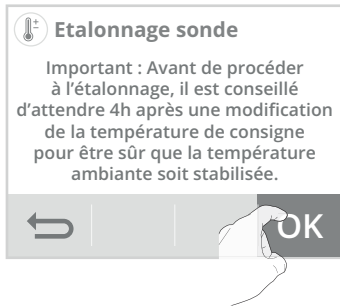 Etalonnage sonde
Important : Avant de procéder
à l'étalonnage, il est conseillé
d'attendre 4h après une modification
de la température de consigne
pour être sûr que la température
ambiante soit stabilisée.
OK